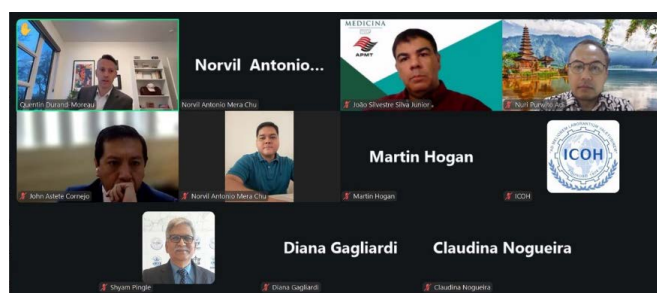 MEDICINA
APMT
Norvil Antonio...
Quentin Durand-Moreau
Norvil Antonio Mera Chu
João Silvestre Silva Junior
Nuri Purwito Adi
Martin Hogan
ICOH
John Astete Cornejo
Norvil Antonio Mera Chu
Martin Hogan
ICOH
Diana Gagliardi
Claudina Nogueira
Shyam Pingle
Diana Gagliardi
Claudina Nogueira